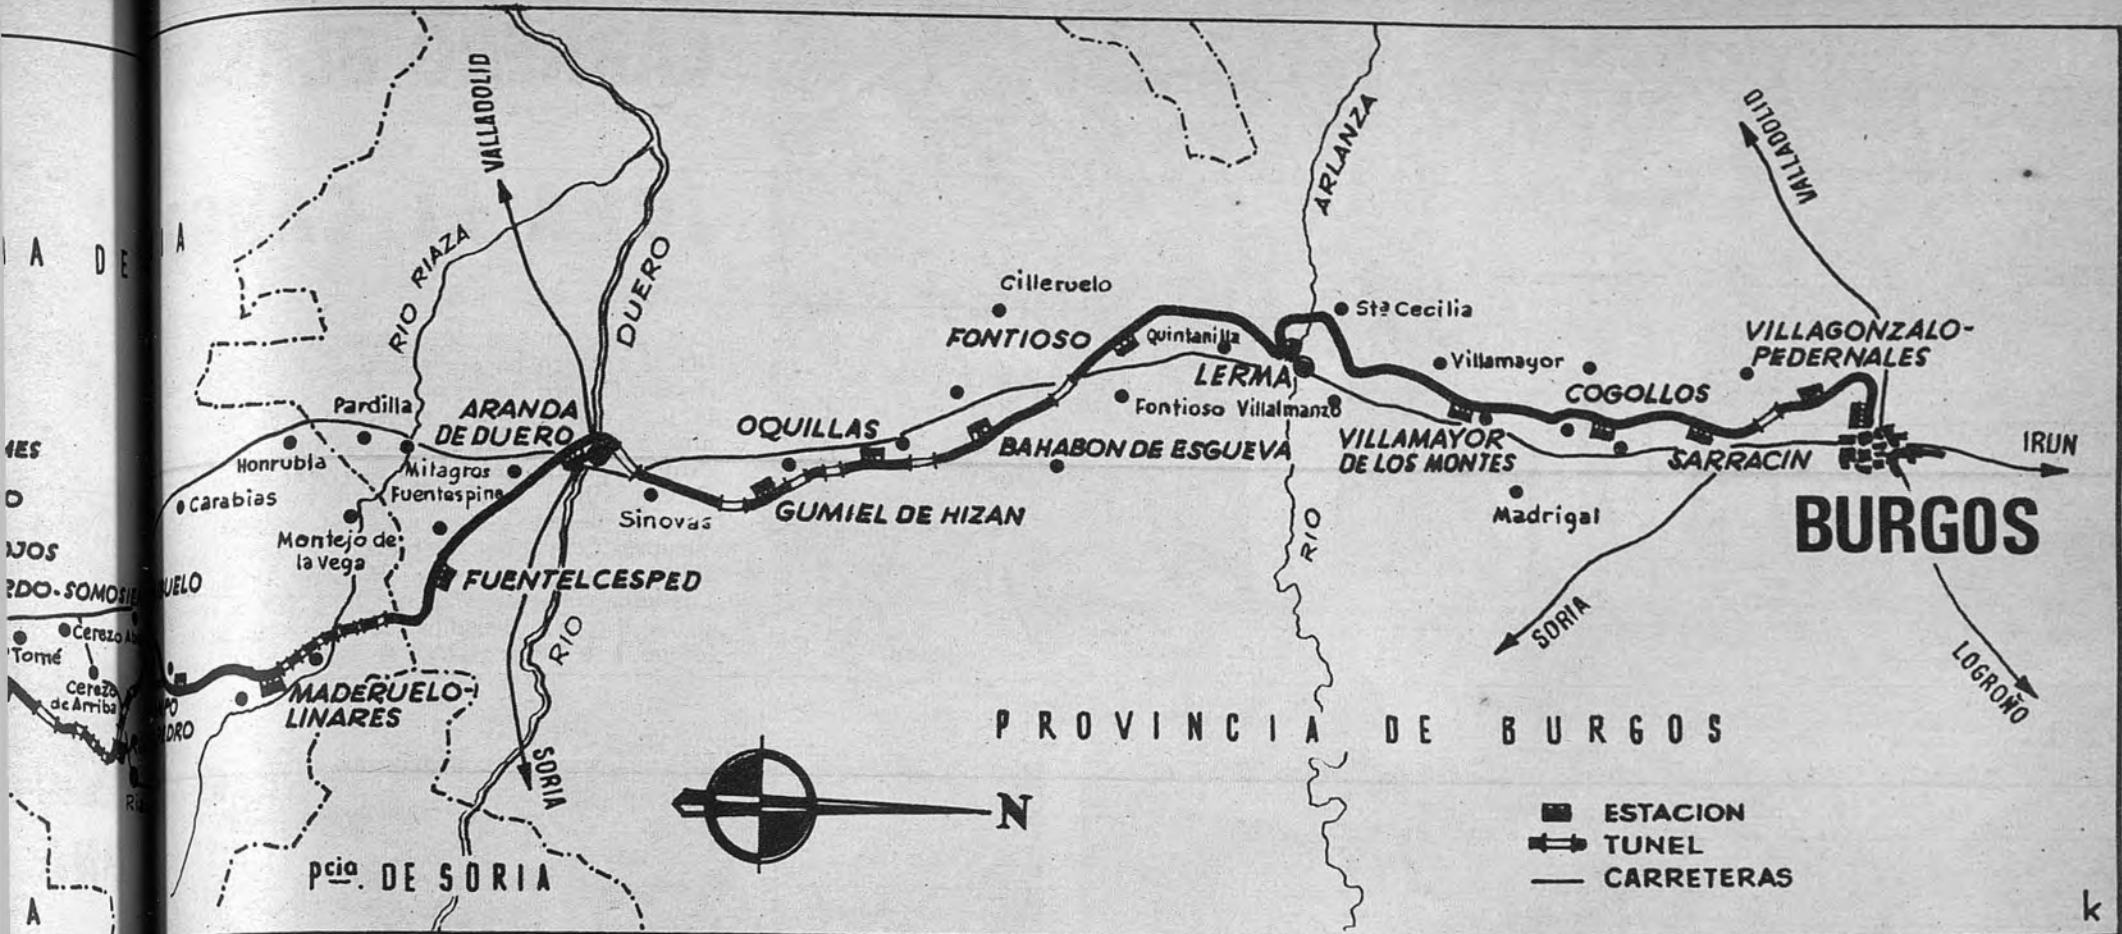 VALLADOLID
RIO RIAZA
DUERO
ARLANZA
VALLADOLID
A DE
A
Cilleruelo
FONTIOSO
Quintanilla
Stª Cecilia
Villamayor
VILLAGONZALO-
PEDERNALES
LERMA
COGOLLOS
Pardilla
ARANDA
DE DUERO
OQUILLAS
Fontioso
Villalmanzo
BAHABON DE ESGUEVA
VILLAMAYOR
DE LOS MONTES
SARRACIN
IRUN
Honrubia
Milagros
Fuentespina
Carabias
Sinovas
GUMIEL DE HIZAN
Madrigal
BURGOS
Montejo de
la Vega
FUENTELCESPED
RIO
RIO
SORIA
LOGROÑO
Cerezo
Tomé
Cerezo
de Arriba
MADERUELO-
LINARES
SORIA
PROVINCIA DE BURGOS
N
Pcia. DE SORIA
ESTACION
TUNEL
CARRETERAS
A
k